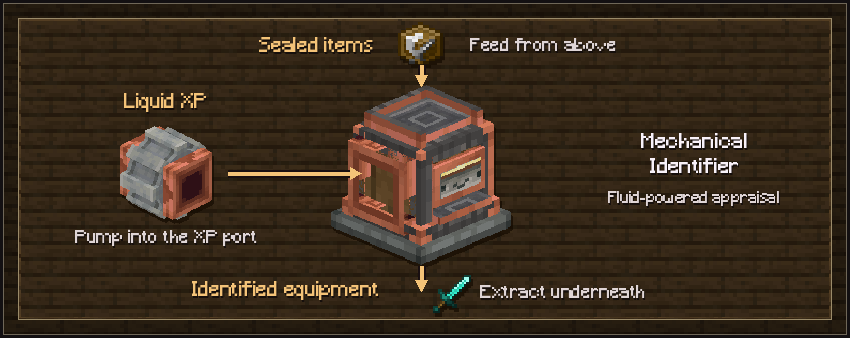 Sealed items
Feed from above
Liquid XP
Mechanical
Identifier
Fluid-powered appraisal
Pump into the XP port
Identified equipment
Extract underneath